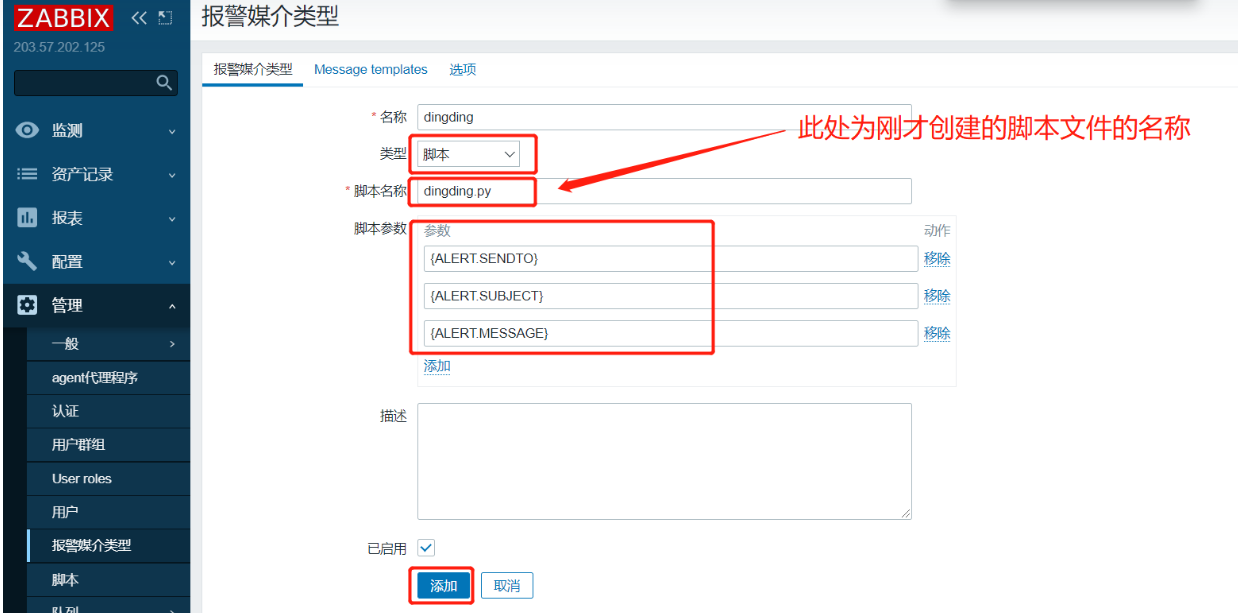 ZABBIX
203.57.202.125
监测
资产记录
报表
配置
管理
一般
agent代理程序
认证
用户群组
User roles
用户
报警媒介类型
脚本
队列
报警媒介类型
报警媒介类型 Message templates 选项
* 名称 dingding
此处为刚才创建的脚本文件的名称
类型 脚本
* 脚本名称 dingding.py
脚本参数 参数 动作
{ALERT.SENDTO} 移除
{ALERT.SUBJECT} 移除
{ALERT.MESSAGE} 移除
添加
描述
已启用
添加 取消